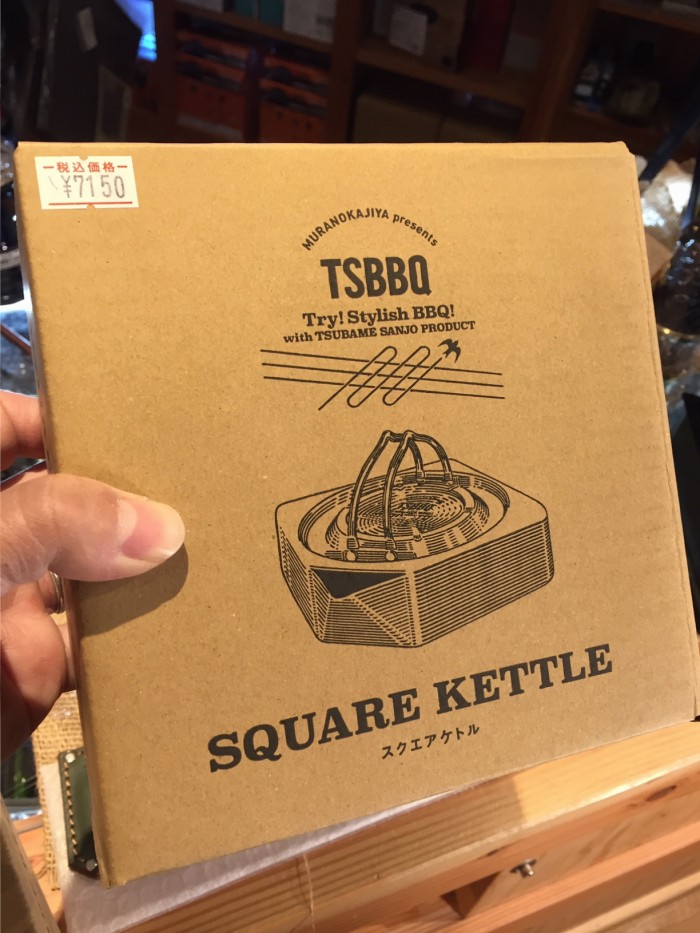 税込価格
¥7150
MURANOKAJIYA presents
TSBBQ
Try! Stylish BBQ!
with TSUBAME SANJO PRODUCT
TSBBQ
SQUARE KETTLE
スクエアケトル